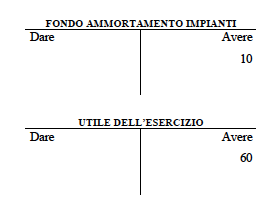 FONDO AMMORTAMENTO IMPIANTI
Dare Avere
10
UTILE DELL'ESERCIZIO
Dare Avere
60